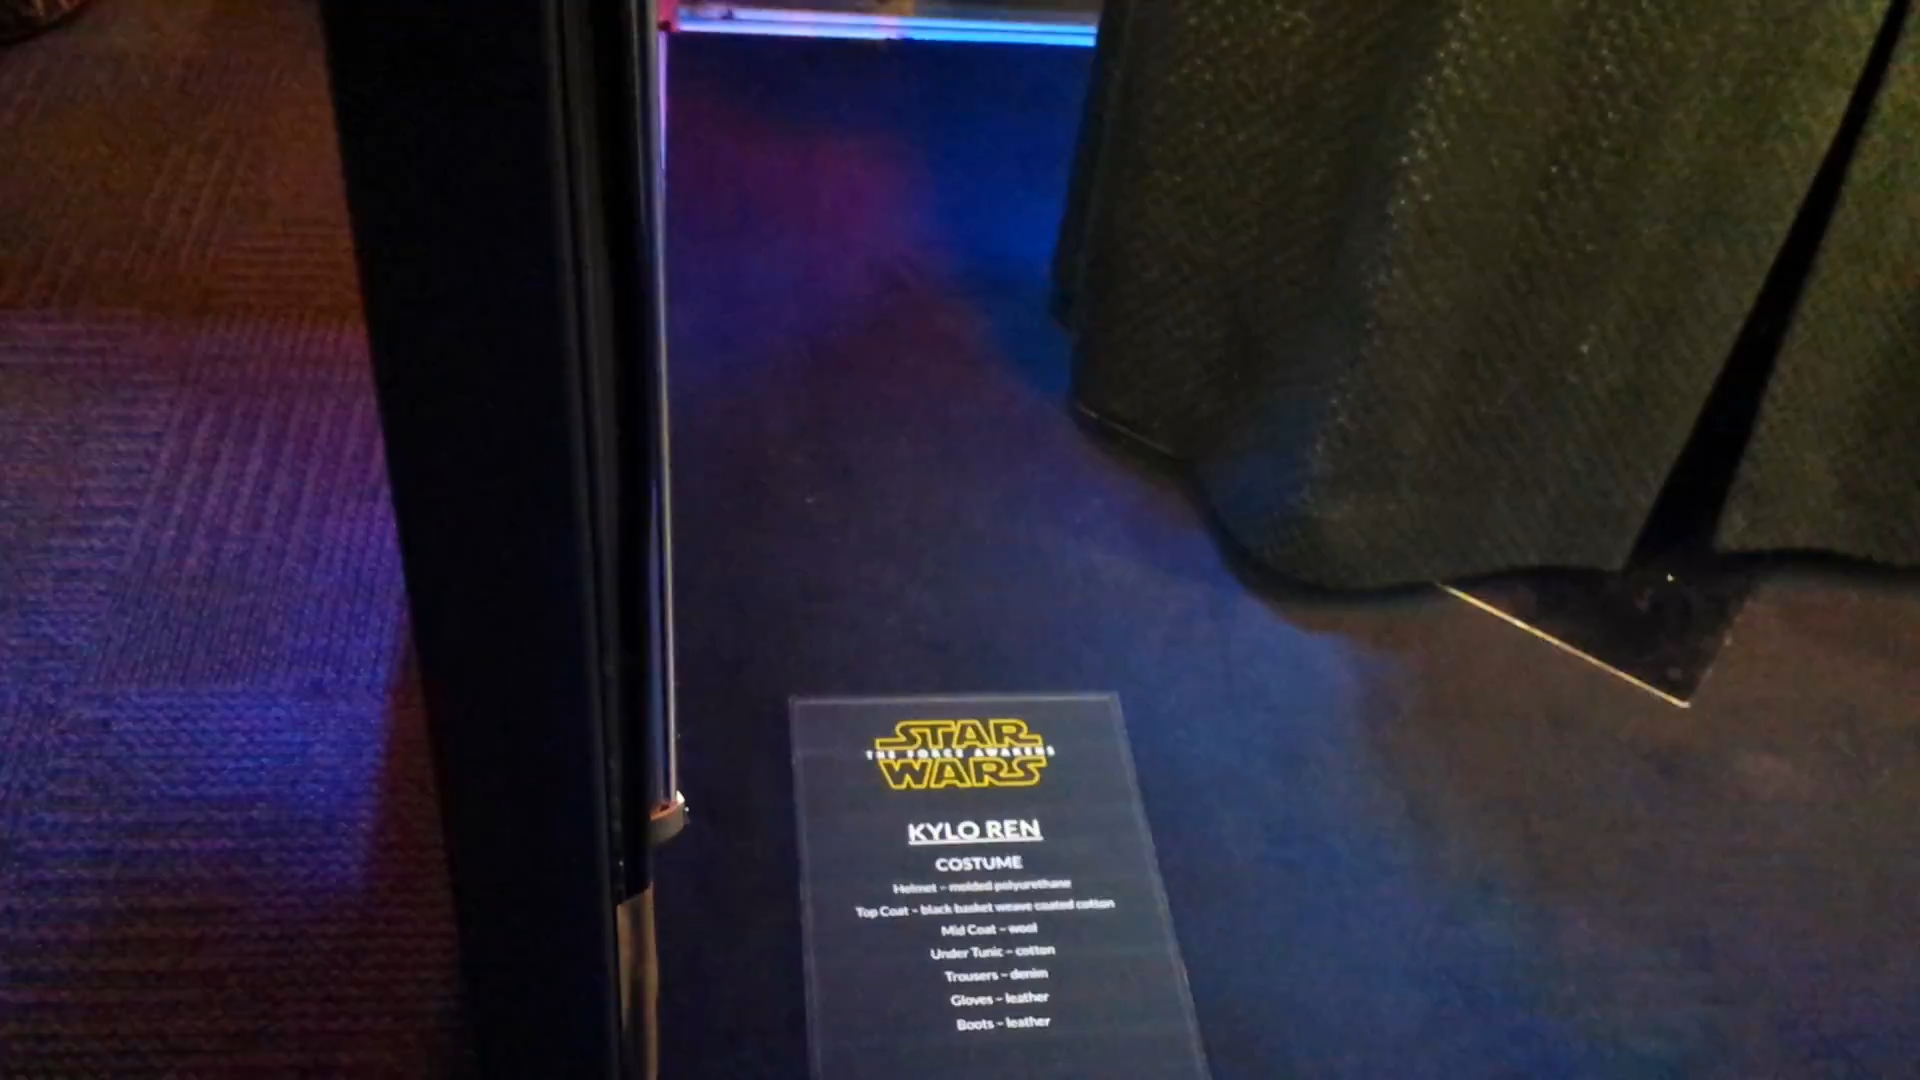 STAR
THE FORCE AWAKENS
WARS
KYLO REN
COSTUME
Helmet – molded polyurethane
Top Coat – black basket weave coated cotton
Mid Coat – wool
Under Tunic – cotton
Trousers – denim
Gloves – leather
Boots – leather